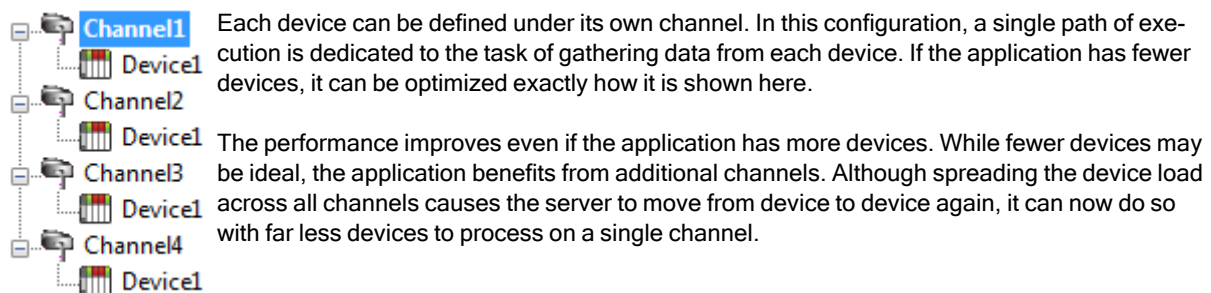 Channel1
Device1
Channel2
Device1
Channel3
Device1
Channel4
Device1
Each device can be defined under its own channel. In this configuration, a single path of exe-
cution is dedicated to the task of gathering data from each device. If the application has fewer
devices, it can be optimized exactly how it is shown here.
The performance improves even if the application has more devices. While fewer devices may
be ideal, the application benefits from additional channels. Although spreading the device load
across all channels causes the server to move from device to device again, it can now do so
with far less devices to process on a single channel.